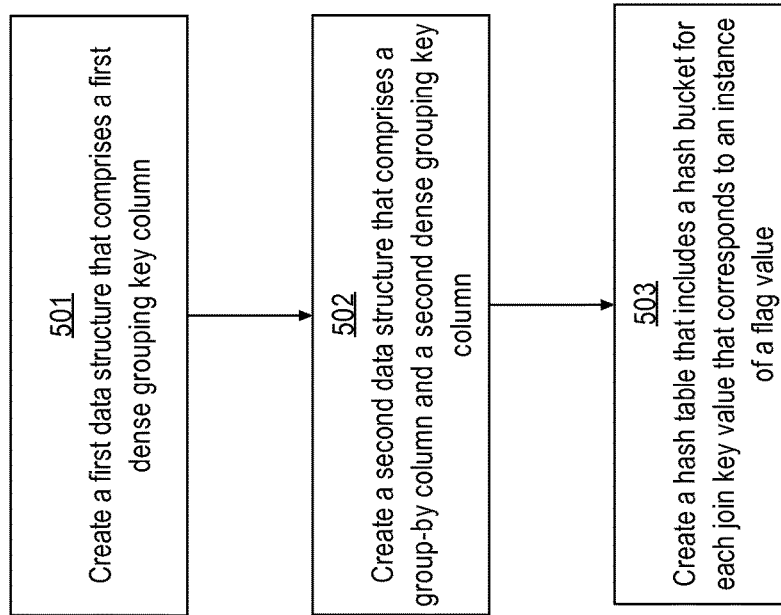 501
Create a first data structure that comprises a first
dense grouping key column
502
Create a second data structure that comprises a
group-by column and a second dense grouping key
column
503
Create a hash table that includes a hash bucket for
each join key value that corresponds to an instance
of a flag value